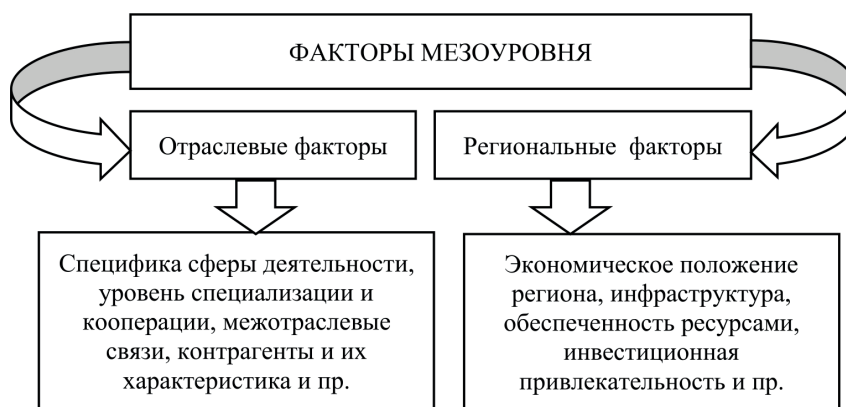 ФАКТОРЫ МЕЗОУРОВНЯ
Отраслевые факторы
Региональные факторы
Специфика сферы деятельности,
уровень специализации и
кооперации, межотраслевые
связи, контрагенты и их
характеристика и пр.
Экономическое положение
региона, инфраструктура,
обеспеченность ресурсами,
инвестиционная
привлекательность и пр.